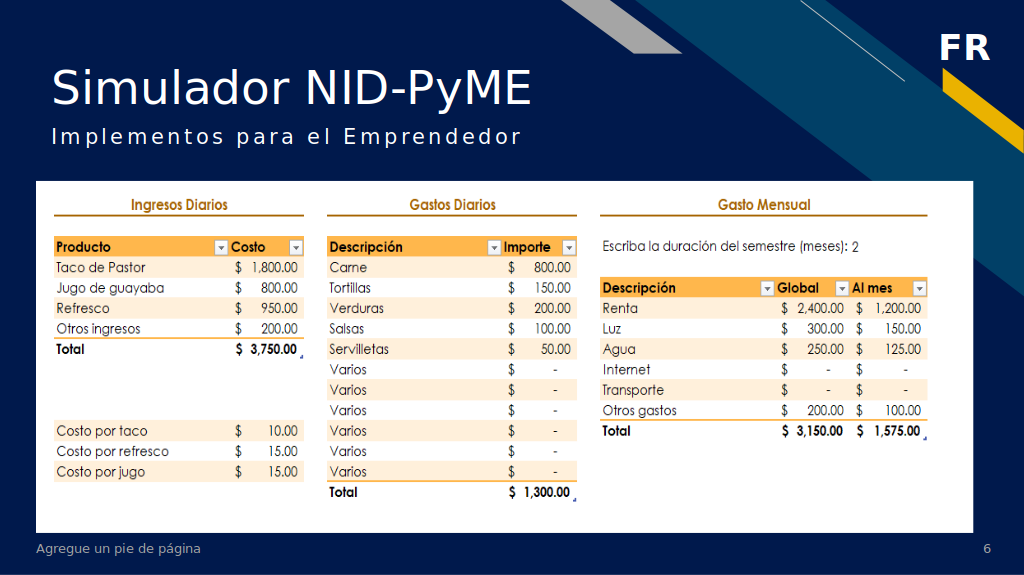 FR
Simulador NID-PyME
Implementos para el Emprendedor
Ingresos Diarios
Producto Costo
Taco de Pastor $ 1,800.00
Jugo de guayaba $ 800.00
Refresco $ 950.00
Otros ingresos $ 200.00
Total $ 3,750.00
Costo por taco $ 10.00
Costo por refresco $ 15.00
Costo por jugo $ 15.00
Gastos Diarios
Descripción Importe
Carne $ 800.00
Tortillas $ 150.00
Verduras $ 200.00
Salsas $ 100.00
Servilletas $ 50.00
Varios $ -
Varios $ -
Varios $ -
Varios $ -
Varios $ -
Varios $ -
Total $ 1,300.00
Gasto Mensual
Escriba la duración del semestre (meses): 2
Descripción Global Al mes
Renta $ 2,400.00 $ 1,200.00
Luz $ 300.00 $ 150.00
Agua $ 250.00 $ 125.00
Internet $ - $ -
Transporte $ - $ -
Otros gastos $ 200.00 $ 100.00
Total $ 3,150.00 $ 1,575.00
Agregue un pie de página
6